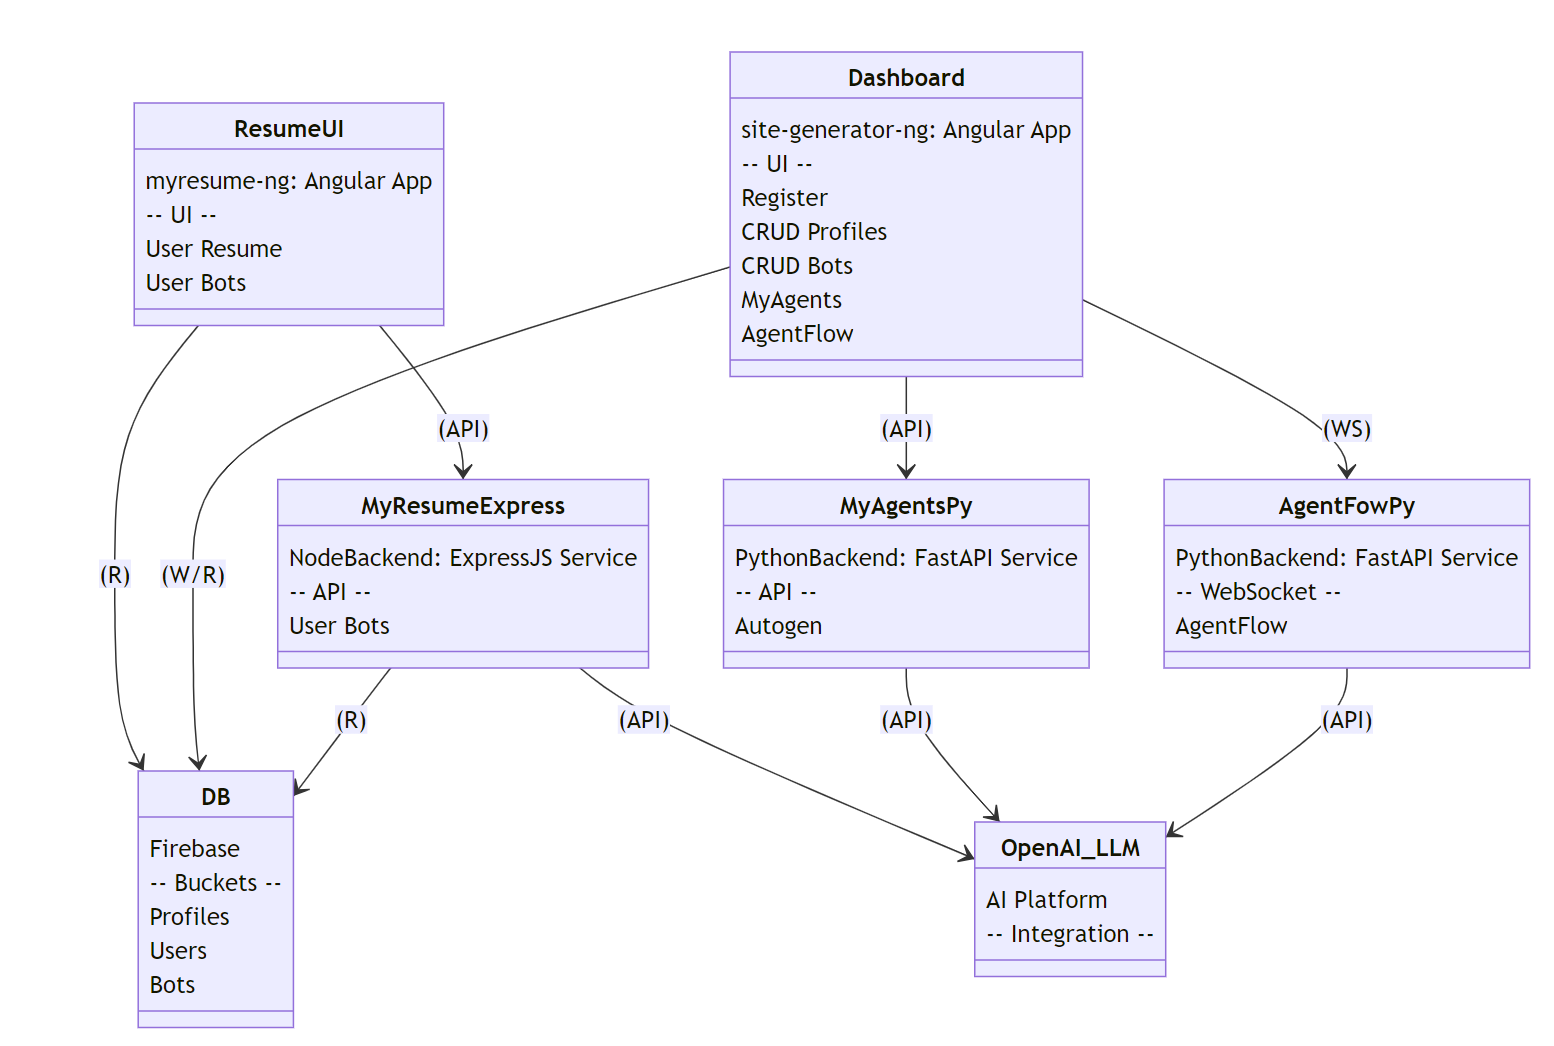 Dashboard
site-generator-ng: Angular App
-- UI --
Register
CRUD Profiles
CRUD Bots
MyAgents
AgentFlow
ResumeUI
myresume-ng: Angular App
-- UI --
User Resume
User Bots
(API)
(API)
(WS)
MyResumeExpress
NodeBackend: ExpressJS Service
-- API --
User Bots
MyAgentsPy
PythonBackend: FastAPI Service
-- API --
Autogen
AgentFowPy
PythonBackend: FastAPI Service
-- WebSocket --
AgentFlow
(R)
(W/R)
(R)
(API)
(API)
(API)
DB
Firebase
-- Buckets --
Profiles
Users
Bots
OpenAI_LLM
AI Platform
-- Integration --